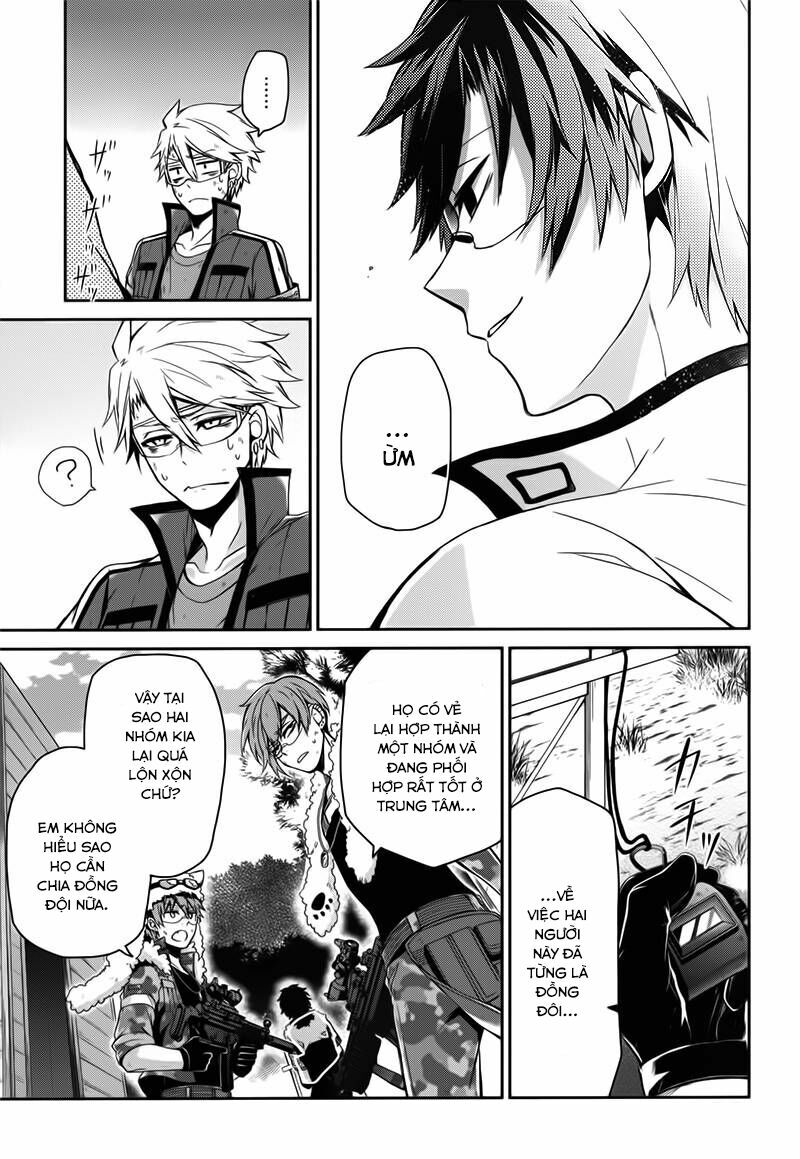 ...
ỪM
......
?
...VỀ
VIỆC HAI
NGƯỜI
NÀY ĐÃ
TỪNG LÀ
ĐỒNG
ĐÔI...
HỌ CÓ VẺ
LẠI HỢP THÀNH
MỘT NHÓM VÀ
ĐANG PHỐI
HỢP RẤT TỐT Ở
TRUNG TÂM...
VẬY TẠI
SAO HAI
NHÓM KIA
LẠI QUÁ
LỘN XỘN
CHỨ?
EM KHÔNG
HIỂU SAO
HỌ CẦN
CHIA ĐỒNG
ĐỘI NỮA.